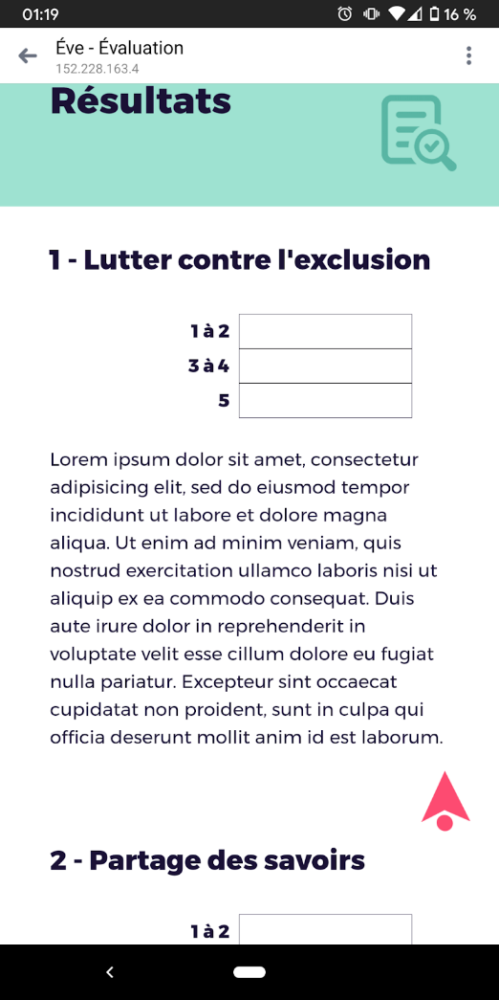 01:19
16 %
Éve - Évaluation
152.228.163.4
Résultats
1 - Lutter contre l'exclusion
1 à 2
3 à 4
5
Lorem ipsum dolor sit amet, consectetur
adipisicing elit, sed do eiusmod tempor
incididunt ut labore et dolore magna
aliqua. Ut enim ad minim veniam, quis
nostrud exercitation ullamco laboris nisi ut
aliquip ex ea commodo consequat. Duis
aute irure dolor in reprehenderit in
voluptate velit esse cillum dolore eu fugiat
nulla pariatur. Excepteur sint occaecat
cupidatat non proident, sunt in culpa qui
officia deserunt mollit anim id est laborum.
2 - Partage des savoirs
1 à 2